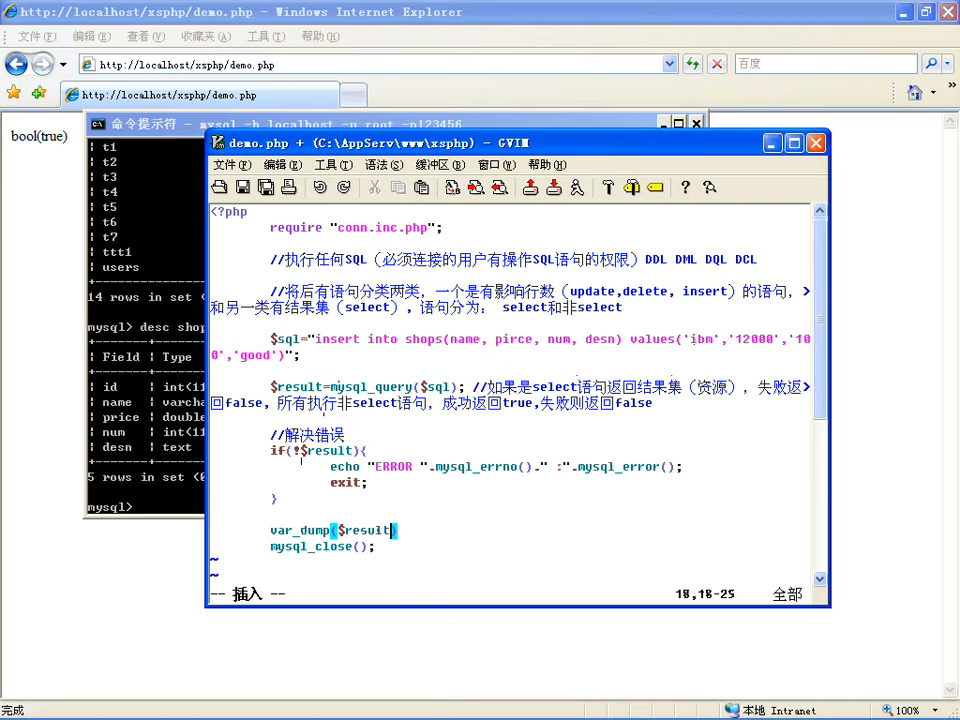 http://localhost/xsphp/demo.php - Windows Internet Explorer
文件(F) 编辑(E) 查看(V) 收藏夹(A) 工具(T) 帮助(H)
http://localhost/xsphp/demo.php
百度
http://localhost/xsphp/demo.php
bool(true)
命令提示符 - mysql -h localhost -u root -p123456
| t1
| t2
| t3
| t4
| t5
| t6
| t7
| ttt1
| users
14 rows in set <
mysql> desc shop
| Field | Type
| id | int(11
| name | varcha
| price | double
| num | int(11
| desn | text
5 rows in set <0
mysql>
demo.php + (C:\AppServ\www\xsphp) - GVIM
文件(F) 编辑(E) 工具(T) 语法(S) 缓冲区(B) 窗口(W) 帮助(H)
<?php
require "conn.inc.php";
//执行任何SQL（必须连接的用户有操作SQL语句的权限）DDL DML DQL DCL
//将后有语句分类两类，一个是有影响行数（update,delete, insert）的语句，>
和另一类有结果集（select）, 语句分为： select和非select
$sql="insert into shops(name, pirce, num, desn) values('ibm','12000','10
0','good')";
$result=mysql_query($sql); //如果是select语句返回结果集（资源）, 失败返>
回false, 所有执行非select语句，成功返回true,失败则返回false
//解决错误
if(!$result){
echo "ERROR ".mysql_errno()." :".mysql_error();
exit;
}
var_dump($result)
mysql_close();
~
~
-- 插入 -- 18,18-25 全部
完成 本地 Intranet 100%